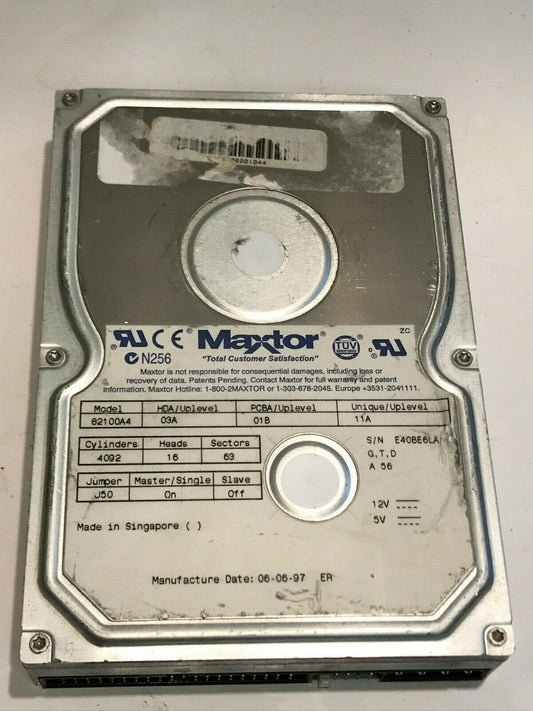 CE Maxtor ® TÜV ZC
N256 "Total Customer Satisfaction"
Maxtor is not responsible for consequential damages, including loss or
recovery of data. Patents Pending. Contact Maxtor for full warranty and patent
information. Maxtor Hotline: 1-800-2MAXTOR or 1-303-678-2045. Europe +3531-2041111.
Model HDA/Uplevel PCBA/Uplevel Unique/Uplevel
82100A4 03A 01B 11A
Cylinders Heads Sectors
4092 16 63
S/N E40BE6LA
G,T,D
A 56
Jumper Master/Single Slave
J50 On Off
12V
5V
Made in Singapore ( )
Manufacture Date: 06-06-97 ER